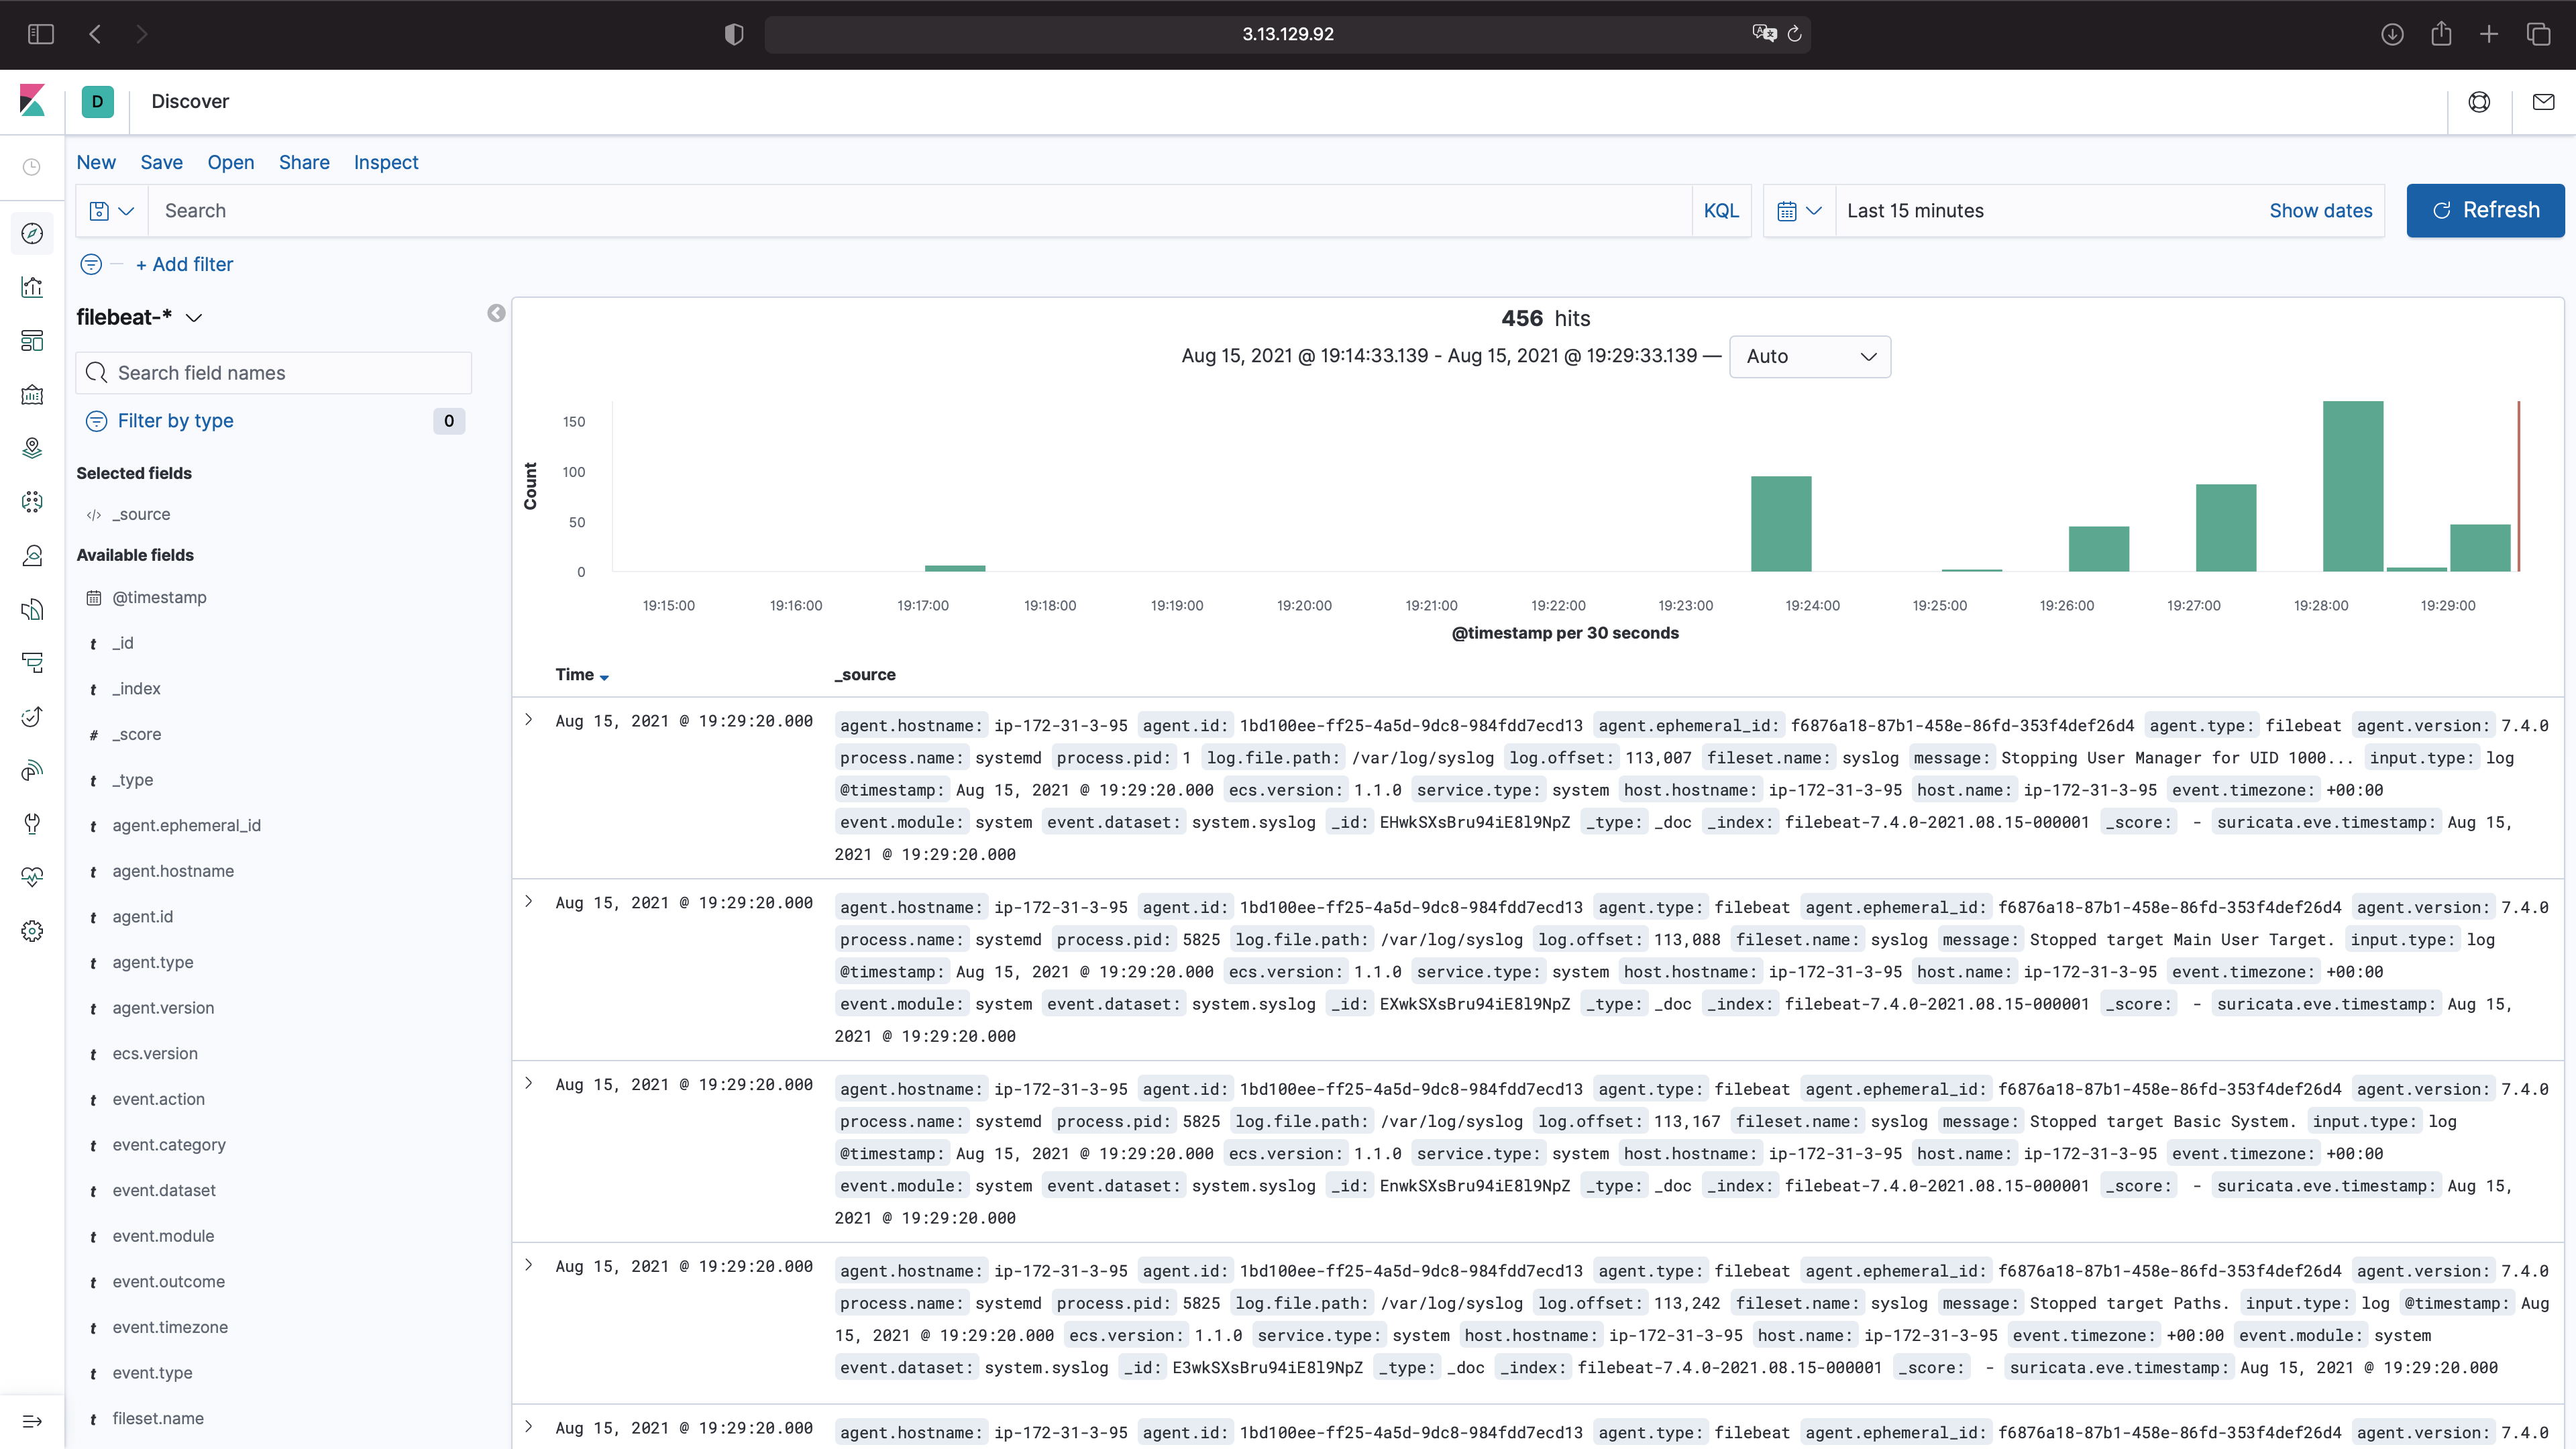 3.13.129.92
D
Discover
New Save Open Share Inspect
Search
KQL
Last 15 minutes
Show dates
Refresh
+ Add filter
filebeat-*
Search field names
Filter by type
0
Selected fields
_source
Available fields
@timestamp
t _id
t _index
# _score
t _type
t agent.ephemeral_id
t agent.hostname
t agent.id
t agent.type
t agent.version
t ecs.version
t event.action
t event.category
t event.dataset
t event.module
t event.outcome
t event.timezone
t event.type
t fileset.name
456 hits
Aug 15, 2021 @ 19:14:33.139 - Aug 15, 2021 @ 19:29:33.139 —
Auto
Count
150
100
50
0
19:15:00 19:16:00 19:17:00 19:18:00 19:19:00 19:20:00 19:21:00 19:22:00 19:23:00 19:24:00 19:25:00 19:26:00 19:27:00 19:28:00 19:29:00
@timestamp per 30 seconds
Time _source
Aug 15, 2021 @ 19:29:20.000 agent.hostname: ip-172-31-3-95 agent.id: 1bd100ee-ff25-4a5d-9dc8-984fdd7ecd13 agent.ephemeral_id: f6876a18-87b1-458e-86fd-353f4def26d4 agent.type: filebeat agent.version: 7.4.0
process.name: systemd process.pid: 1 log.file.path: /var/log/syslog log.offset: 113,007 fileset.name: syslog message: Stopping User Manager for UID 1000... input.type: log
@timestamp: Aug 15, 2021 @ 19:29:20.000 ecs.version: 1.1.0 service.type: system host.hostname: ip-172-31-3-95 host.name: ip-172-31-3-95 event.timezone: +00:00
event.module: system event.dataset: system.syslog _id: EHwkSXsBru94iE8l9NpZ _type: _doc _index: filebeat-7.4.0-2021.08.15-000001 _score: - suricata.eve.timestamp: Aug 15,
2021 @ 19:29:20.000
Aug 15, 2021 @ 19:29:20.000 agent.hostname: ip-172-31-3-95 agent.id: 1bd100ee-ff25-4a5d-9dc8-984fdd7ecd13 agent.type: filebeat agent.ephemeral_id: f6876a18-87b1-458e-86fd-353f4def26d4 agent.version: 7.4.0
process.name: systemd process.pid: 5825 log.file.path: /var/log/syslog log.offset: 113,088 fileset.name: syslog message: Stopped target Main User Target. input.type: log
@timestamp: Aug 15, 2021 @ 19:29:20.000 ecs.version: 1.1.0 service.type: system host.hostname: ip-172-31-3-95 host.name: ip-172-31-3-95 event.timezone: +00:00
event.module: system event.dataset: system.syslog _id: EXwkSXsBru94iE8l9NpZ _type: _doc _index: filebeat-7.4.0-2021.08.15-000001 _score: - suricata.eve.timestamp: Aug 15,
2021 @ 19:29:20.000
Aug 15, 2021 @ 19:29:20.000 agent.hostname: ip-172-31-3-95 agent.id: 1bd100ee-ff25-4a5d-9dc8-984fdd7ecd13 agent.type: filebeat agent.ephemeral_id: f6876a18-87b1-458e-86fd-353f4def26d4 agent.version: 7.4.0
process.name: systemd process.pid: 5825 log.file.path: /var/log/syslog log.offset: 113,167 fileset.name: syslog message: Stopped target Basic System. input.type: log
@timestamp: Aug 15, 2021 @ 19:29:20.000 ecs.version: 1.1.0 service.type: system host.hostname: ip-172-31-3-95 host.name: ip-172-31-3-95 event.timezone: +00:00
event.module: system event.dataset: system.syslog _id: EnwkSXsBru94iE8l9NpZ _type: _doc _index: filebeat-7.4.0-2021.08.15-000001 _score: - suricata.eve.timestamp: Aug 15,
2021 @ 19:29:20.000
Aug 15, 2021 @ 19:29:20.000 agent.hostname: ip-172-31-3-95 agent.id: 1bd100ee-ff25-4a5d-9dc8-984fdd7ecd13 agent.type: filebeat agent.ephemeral_id: f6876a18-87b1-458e-86fd-353f4def26d4 agent.version: 7.4.0
process.name: systemd process.pid: 5825 log.file.path: /var/log/syslog log.offset: 113,242 fileset.name: syslog message: Stopped target Paths. input.type: log @timestamp: Aug
15, 2021 @ 19:29:20.000 ecs.version: 1.1.0 service.type: system host.hostname: ip-172-31-3-95 host.name: ip-172-31-3-95 event.timezone: +00:00 event.module: system
event.dataset: system.syslog _id: E3wkSXsBru94iE8l9NpZ _type: _doc _index: filebeat-7.4.0-2021.08.15-000001 _score: - suricata.eve.timestamp: Aug 15, 2021 @ 19:29:20.000
Aug 15, 2021 @ 19:29:20.000 agent.hostname: ip-172-31-3-95 agent.id: 1bd100ee-ff25-4a5d-9dc8-984fdd7ecd13 agent.type: filebeat agent.ephemeral_id: f6876a18-87b1-458e-86fd-353f4def26d4 agent.version: 7.4.0